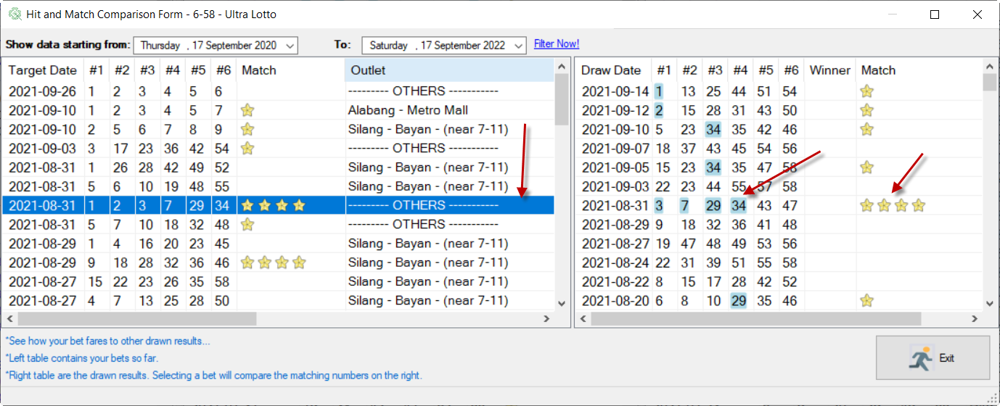 Hit and Match Comparison Form - 6-58 - Ultra Lotto
Show data starting from: Thursday , 17 September 2020 To: Saturday , 17 September 2022 Filter Now!
Target Date #1 #2 #3 #4 #5 #6 Match Outlet
2021-09-26 1 2 3 4 5 6 --------- OTHERS -----------
2021-09-10 1 2 3 4 5 7 Alabang - Metro Mall
2021-09-10 2 5 6 7 8 9 Silang - Bayan - (near 7-11)
2021-09-03 3 17 23 36 42 54 --------- OTHERS -----------
2021-08-31 1 26 28 42 49 52 Silang - Bayan - (near 7-11)
2021-08-31 5 6 10 19 48 55 Silang - Bayan - (near 7-11)
2021-08-31 1 2 3 7 29 34 --------- OTHERS -----------
2021-08-31 5 7 10 18 32 48 --------- OTHERS -----------
2021-08-29 1 4 16 20 23 45 Silang - Bayan - (near 7-11)
2021-08-29 9 18 28 32 36 46 Silang - Bayan - (near 7-11)
2021-08-27 15 22 23 26 35 58 Silang - Bayan - (near 7-11)
2021-08-27 4 7 13 25 28 50 Silang - Bayan - (near 7-11)
Draw Date #1 #2 #3 #4 #5 #6 Winner Match
2021-09-14 1 13 25 44 51 54
2021-09-12 2 15 28 31 43 50
2021-09-10 5 23 34 35 42 46
2021-09-07 18 37 43 45 54 56
2021-09-05 15 23 34 35 47 58
2021-09-03 22 23 44 55 57 58
2021-08-31 3 7 29 34 43 47
2021-08-29 9 18 32 36 41 48
2021-08-27 19 47 48 49 53 56
2021-08-24 22 31 39 51 55 58
2021-08-22 8 15 17 28 42 52
2021-08-20 6 8 10 29 35 46
*See how your bet fares to other drawn results...
*Left table contains your bets so far.
*Right table are the drawn results. Selecting a bet will compare the matching numbers on the right.
Exit